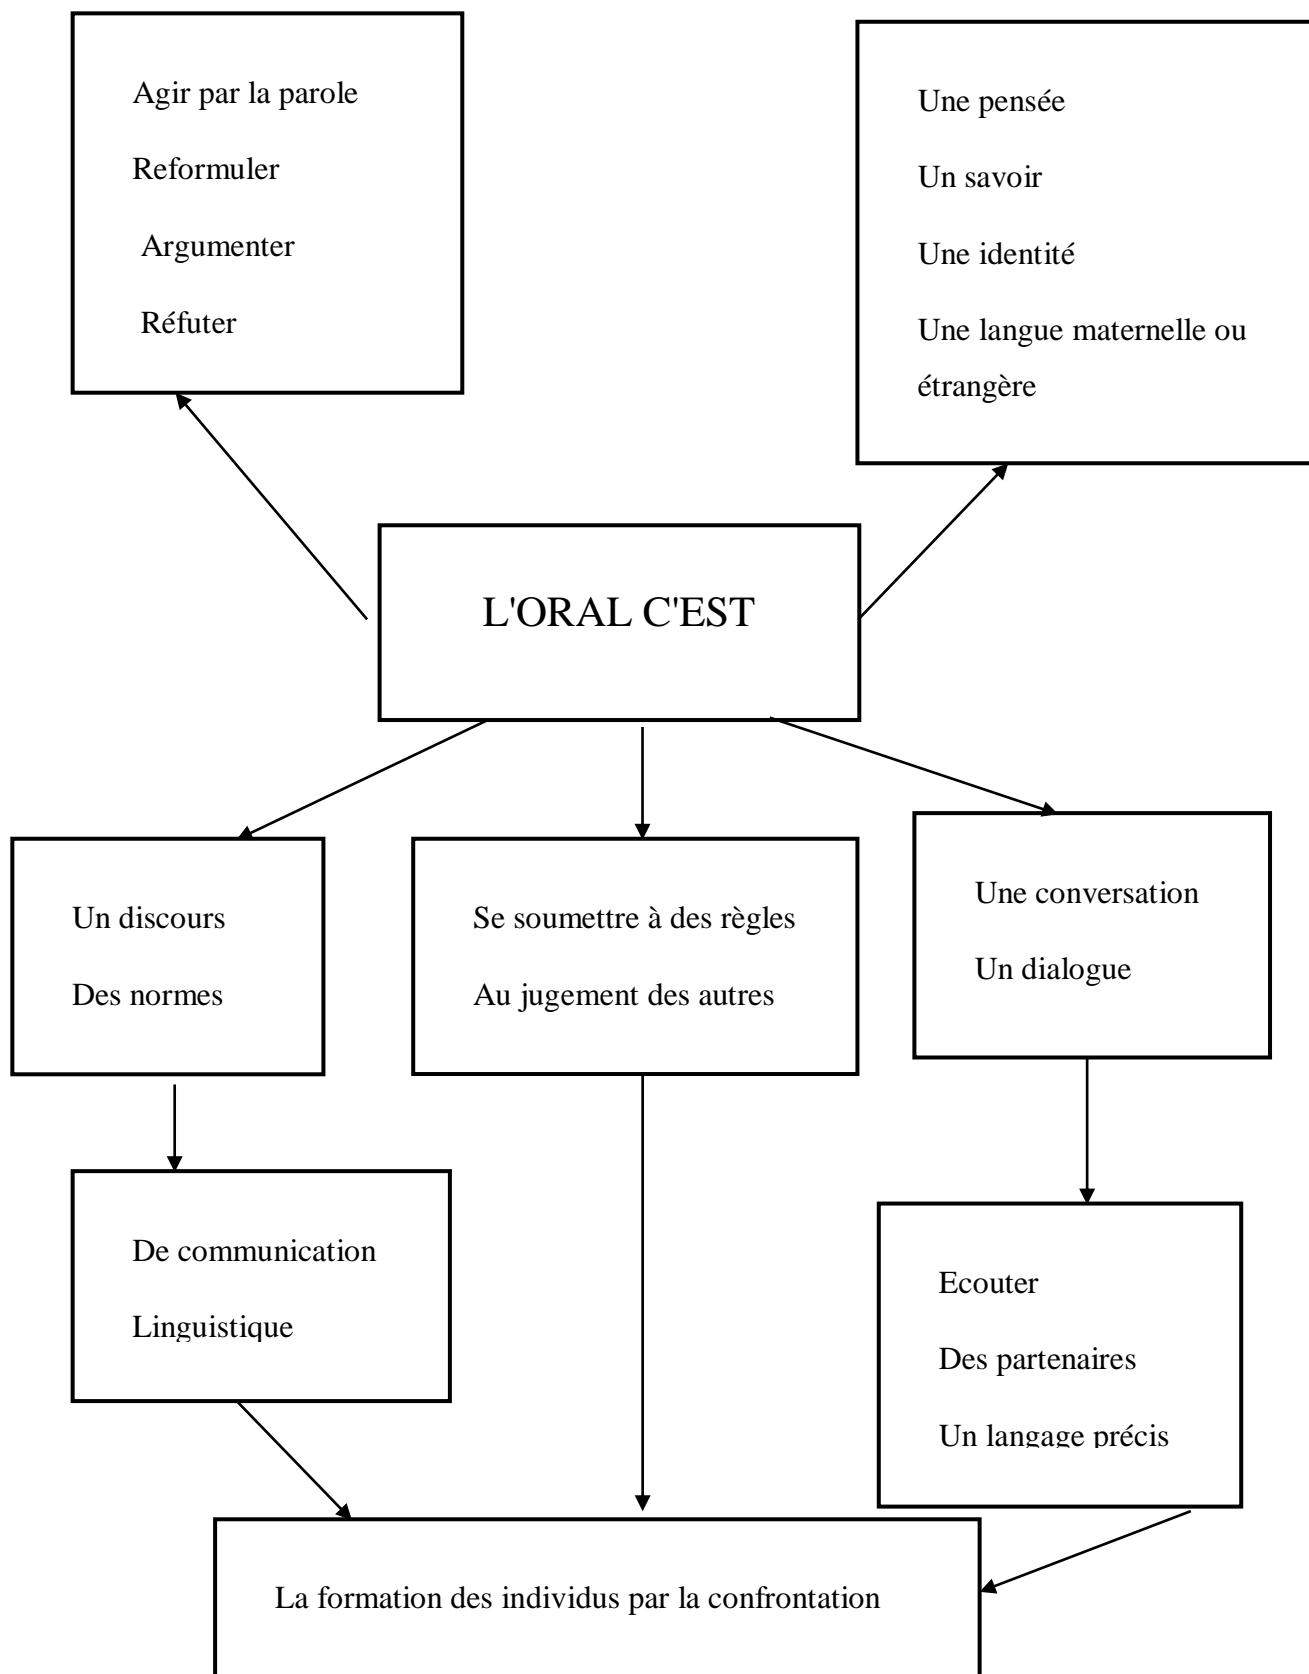 Agir par la parole
Reformuler
Argumenter
Réfuter
Une pensée
Un savoir
Une identité
Une langue maternelle ou
étrangère
L'ORAL C'EST
Un discours
Des normes
Se soumettre à des règles
Au jugement des autres
Une conversation
Un dialogue
De communication
Linguistique
Ecouter
Des partenaires
Un langage précis
La formation des individus par la confrontation